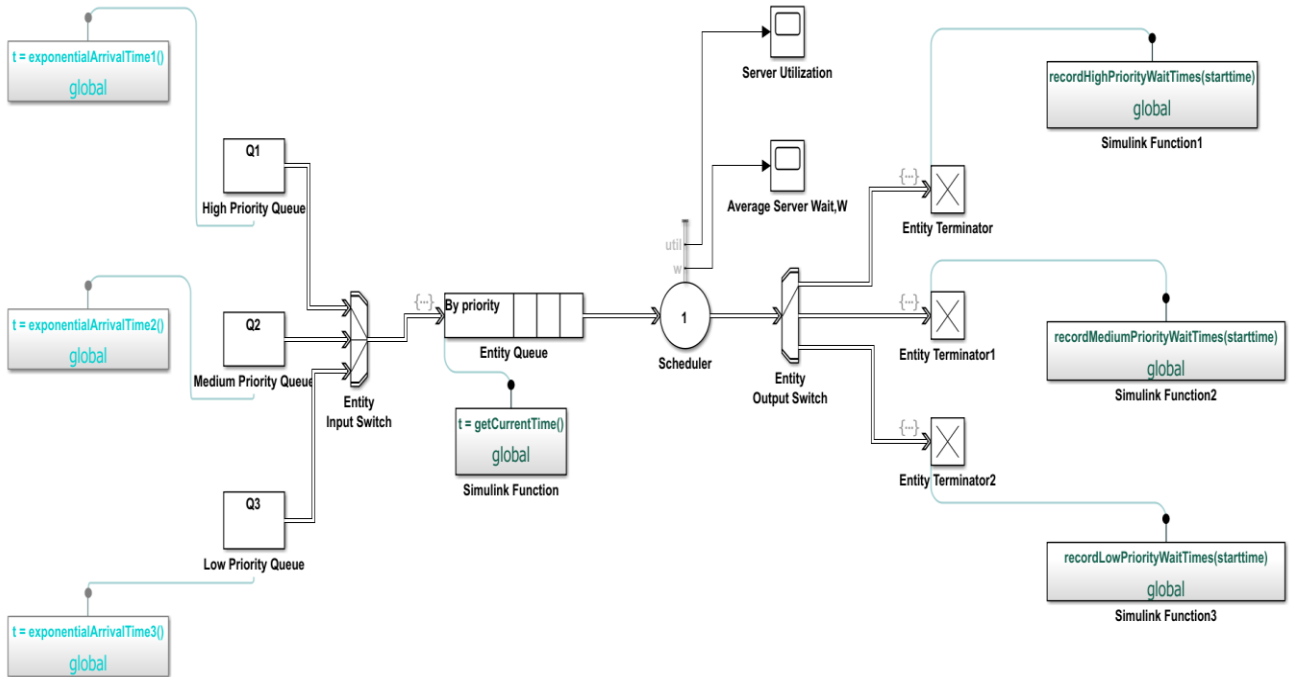 t = exponentialArrivalTime1()
global
Q1
High Priority Queue
t = exponentialArrivalTime2()
global
Q2
Medium Priority Queue
Q3
Low Priority Queue
t = exponentialArrivalTime3()
global
Entity
Input Switch
{...}
By priority
Entity Queue
t = getCurrentTime()
global
Simulink Function
Server Utilization
Average Server Wait,W
util
w
1
Scheduler
Entity
Output Switch
{...}
Entity Terminator
{...}
Entity Terminator1
{...}
Entity Terminator2
recordHighPriorityWaitTimes(starttime)
global
Simulink Function1
recordMediumPriorityWaitTimes(starttime)
global
Simulink Function2
recordLowPriorityWaitTimes(starttime)
global
Simulink Function3